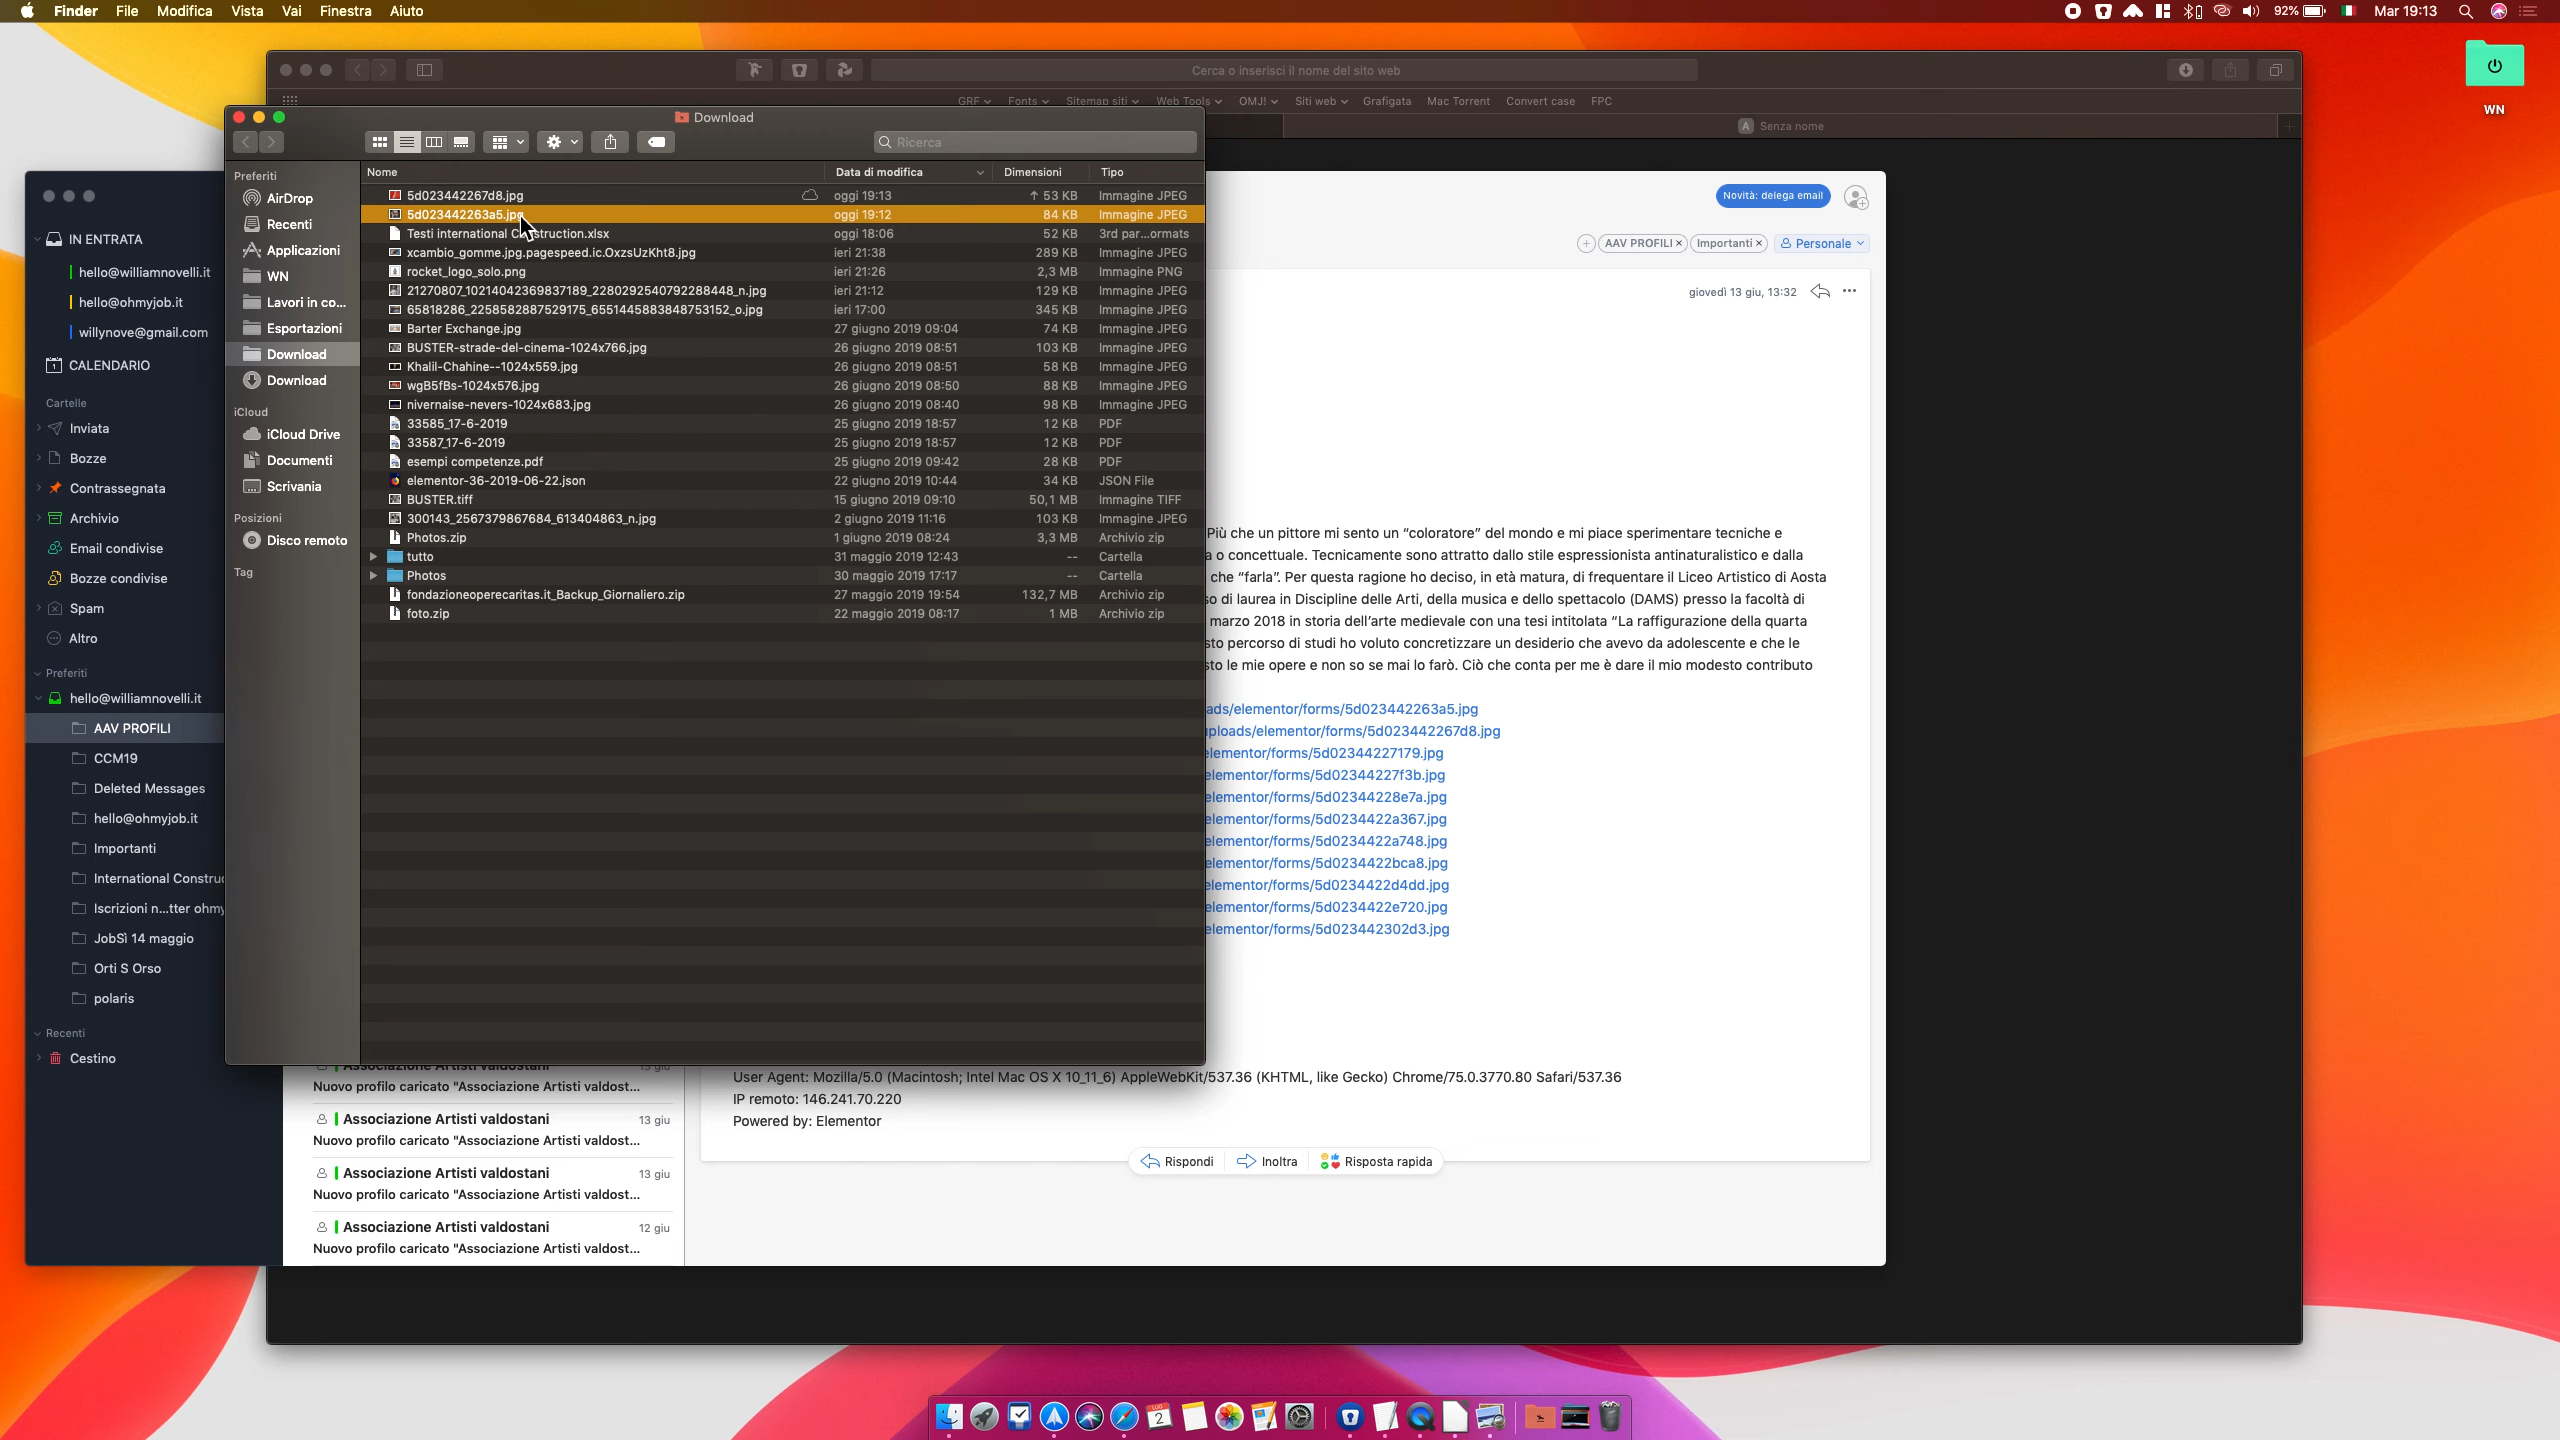 Finder File Modifica Vista Vai Finestra Aiuto
92% Mar 19:13
WN
Cerca o inserisci il nome del sito web
GRF Fonts Sitemap siti Web Tools OMJ! Siti web Grafigata Mac Torrent Convert case FPC
A Senza nome
Download
Ricerca
Preferiti
AirDrop
Recenti
Applicazioni
WN
Lavori in co...
Esportazioni
Download
Download
iCloud
iCloud Drive
Documenti
Scrivania
Posizioni
Disco remoto
Tag
Nome Data di modifica Dimensioni Tipo
5d023442267d8.jpg oggi 19:13 ↑ 53 KB Immagine JPEG
5d023442263a5.jpg oggi 19:12 84 KB Immagine JPEG
Testi international C struction.xlsx oggi 18:06 52 KB 3rd par...ormats
xcambio_gomme.jpg.pagespeed.ic.OxzsUzKht8.jpg ieri 21:38 289 KB Immagine JPEG
rocket_logo_solo.png ieri 21:26 2,3 MB Immagine PNG
21270807_10214042369837189_2280292540792288448_n.jpg ieri 21:12 129 KB Immagine JPEG
65818286_2258582887529175_6551445883848753152_o.jpg ieri 17:00 345 KB Immagine JPEG
Barter Exchange.jpg 27 giugno 2019 09:04 74 KB Immagine JPEG
BUSTER-strade-del-cinema-1024x766.jpg 26 giugno 2019 08:51 103 KB Immagine JPEG
Khalil-Chahine--1024x559.jpg 26 giugno 2019 08:51 58 KB Immagine JPEG
wgB5fBs-1024x576.jpg 26 giugno 2019 08:50 88 KB Immagine JPEG
nivernaise-nevers-1024x683.jpg 26 giugno 2019 08:40 98 KB Immagine JPEG
33585_17-6-2019 25 giugno 2019 18:57 12 KB PDF
33587_17-6-2019 25 giugno 2019 18:57 12 KB PDF
esempi competenze.pdf 25 giugno 2019 09:42 28 KB PDF
elementor-36-2019-06-22.json 22 giugno 2019 10:44 34 KB JSON File
BUSTER.tiff 15 giugno 2019 09:10 50,1 MB Immagine TIFF
300143_2567379867684_613404863_n.jpg 2 giugno 2019 11:16 103 KB Immagine JPEG
Photos.zip 1 giugno 2019 08:24 3,3 MB Archivio zip
tutto 31 maggio 2019 12:43 -- Cartella
Photos 30 maggio 2019 17:17 -- Cartella
fondazioneoperecaritas.it_Backup_Giornaliero.zip 27 maggio 2019 19:54 132,7 MB Archivio zip
foto.zip 22 maggio 2019 08:17 1 MB Archivio zip
IN ENTRATA
hello@williamnovelli.it
hello@ohmyjob.it
willynove@gmail.com
CALENDARIO
Cartelle
Inviata
Bozze
Contrassegnata
Archivio
Email condivise
Bozze condivise
Spam
Altro
Preferiti
hello@williamnovelli.it
AAV PROFILI
CCM19
Deleted Messages
hello@ohmyjob.it
Importanti
International Constru
Iscrizioni n...tter ohmy
JobSì 14 maggio
Orti S Orso
polaris
Recenti
Cestino
Novità: delega email
AAV PROFILI × Importanti × Personale
giovedì 13 giu, 13:32
Più che un pittore mi sento un “coloratore” del mondo e mi piace sperimentare tecniche e
a o concettuale. Tecnicamente sono attratto dallo stile espressionista antinaturalistico e dalla
che “farla”. Per questa ragione ho deciso, in età matura, di frequentare il Liceo Artistico di Aosta
so di laurea in Discipline delle Arti, della musica e dello spettacolo (DAMS) presso la facoltà di
marzo 2018 in storia dell’arte medievale con una tesi intitolata “La raffigurazione della quarta
sto percorso di studi ho voluto concretizzare un desiderio che avevo da adolescente e che le
sto le mie opere e non so se mai lo farò. Ciò che conta per me è dare il mio modesto contributo
ads/elementor/forms/5d023442263a5.jpg
uploads/elementor/forms/5d023442267d8.jpg
elementor/forms/5d02344227179.jpg
elementor/forms/5d02344227f3b.jpg
elementor/forms/5d02344228e7a.jpg
elementor/forms/5d0234422a367.jpg
elementor/forms/5d0234422a748.jpg
elementor/forms/5d0234422bca8.jpg
elementor/forms/5d0234422d4dd.jpg
elementor/forms/5d0234422e720.jpg
elementor/forms/5d023442302d3.jpg
User Agent: Mozilla/5.0 (Macintosh; Intel Mac OS X 10_11_6) AppleWebKit/537.36 (KHTML, like Gecko) Chrome/75.0.3770.80 Safari/537.36
IP remoto: 146.241.70.220
Powered by: Elementor
Rispondi Inoltra Risposta rapida
Associazione Artisti valdostani 13 giu
Nuovo profilo caricato "Associazione Artisti valdost...
Associazione Artisti valdostani 13 giu
Nuovo profilo caricato "Associazione Artisti valdost...
Associazione Artisti valdostani 13 giu
Nuovo profilo caricato "Associazione Artisti valdost...
Associazione Artisti valdostani 12 giu
Nuovo profilo caricato "Associazione Artisti valdost...
LUG
2